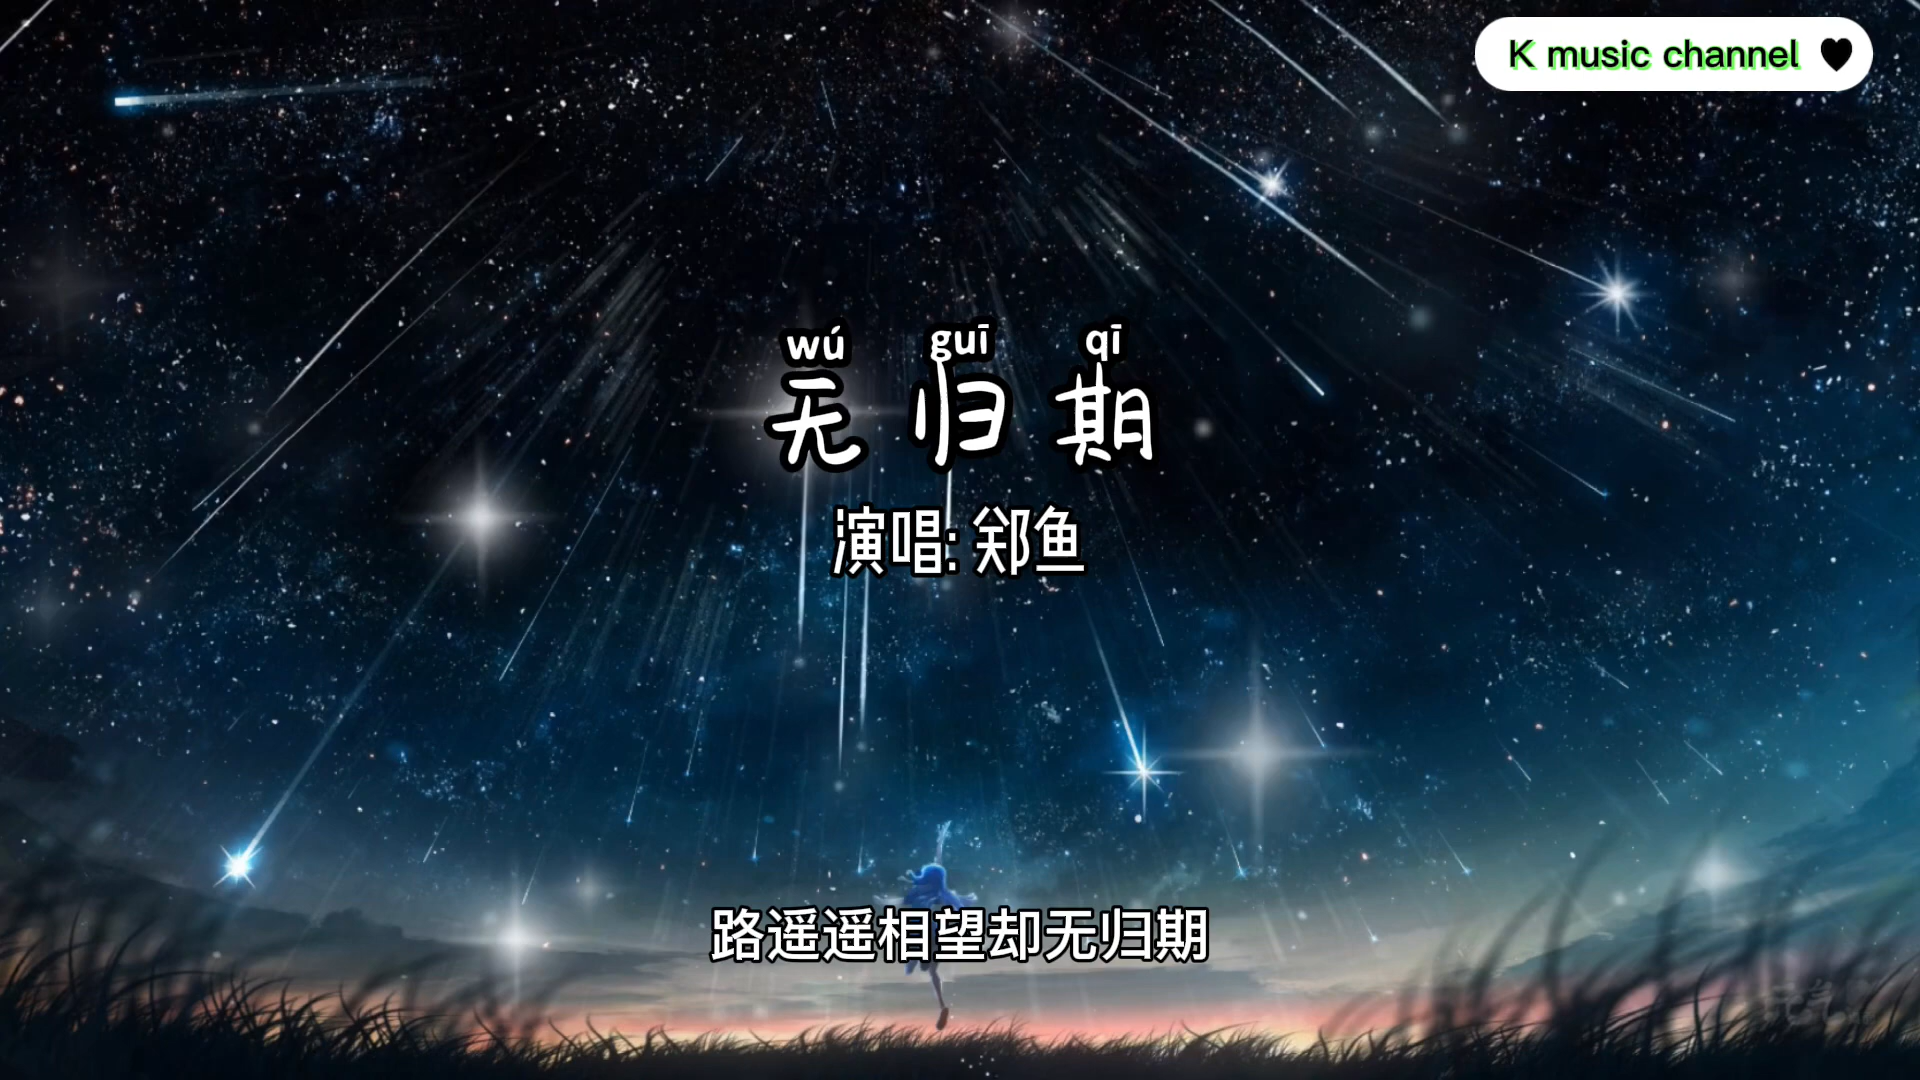 K music channel ♥
wú guī qī
无归期
演唱: 郑鱼
路遥遥相望却无归期